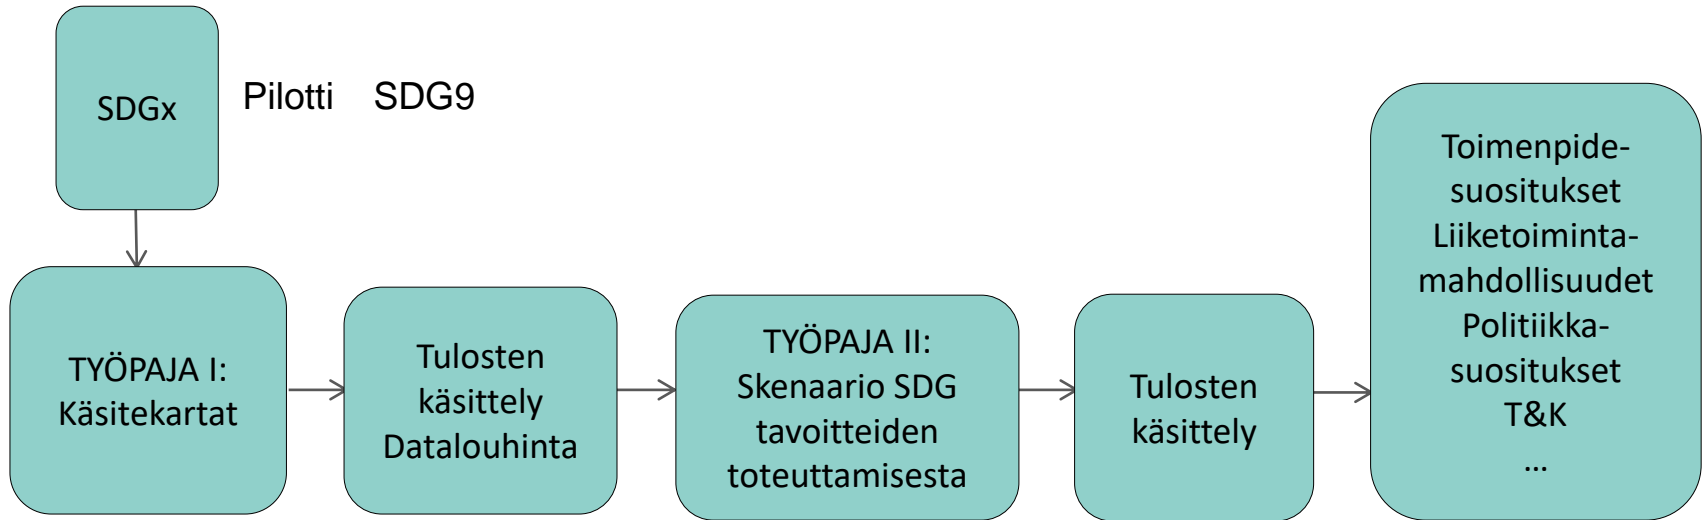 SDGx
Pilotti SDG9
TYÖPAJA I:
Käsitekartat
Tulosten
käsittely
Datalouhinta
TYÖPAJA II:
Skenaario SDG
tavoitteiden
toteuttamisesta
Tulosten
käsittely
Toimenpide-
suositukset
Liiketoiminta-
mahdollisuudet
Politiikka-
suositukset
T&K
...